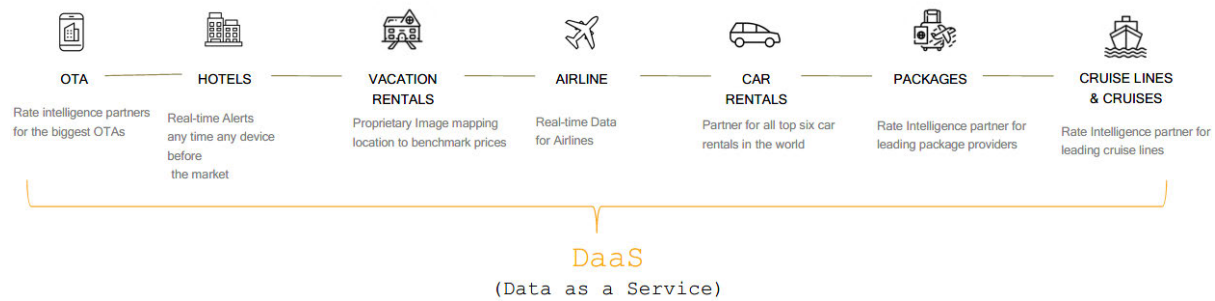 OTA
Rate intelligence partners
for the biggest OTAs
HOTELS
Real-time Alerts
any time any device
before
the market
VACATION
RENTALS
Proprietary Image mapping
location to benchmark prices
AIRLINE
Real-time Data
for Airlines
CAR
RENTALS
Partner for all top six car
rentals in the world
PACKAGES
Rate Intelligence partner for
leading package providers
CRUISE LINES
& CRUISES
Rate Intelligence partner for
leading cruise lines
DaaS
(Data as a Service)